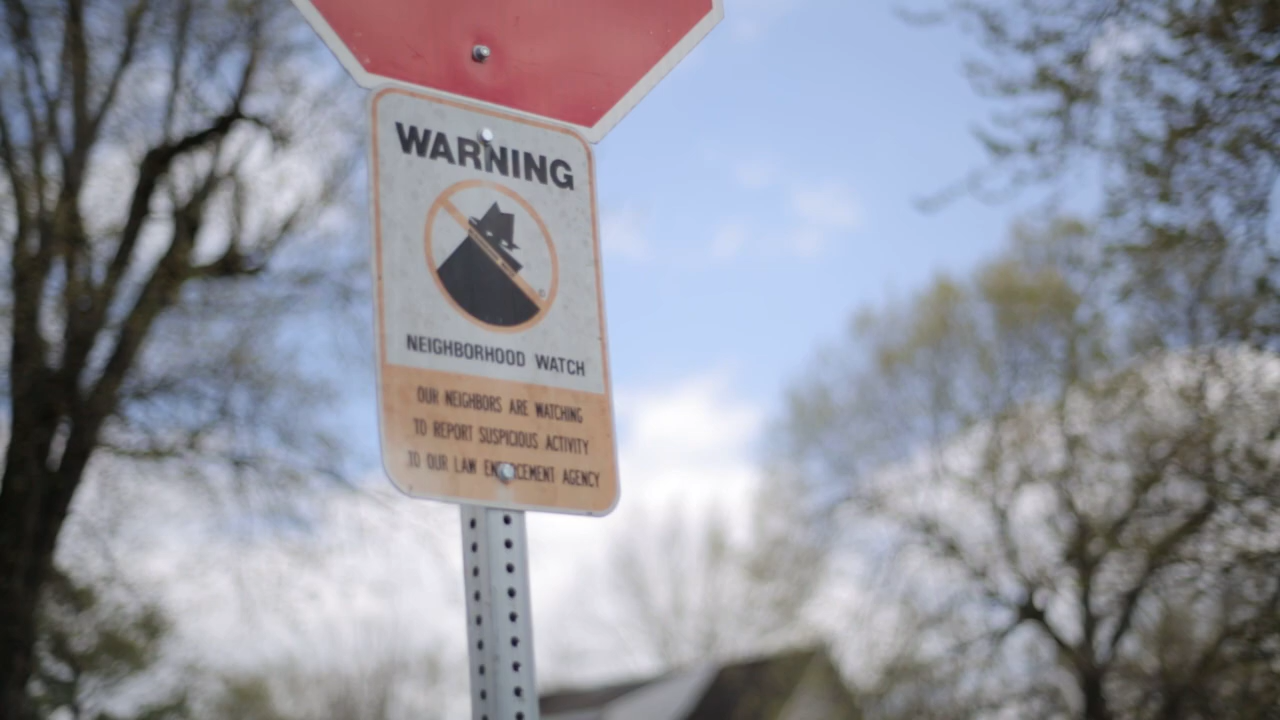 WARNING
NEIGHBORHOOD WATCH
OUR NEIGHBORS ARE WATCHING
TO REPORT SUSPICIOUS ACTIVITY
TO OUR LAW ENFORCEMENT AGENCY